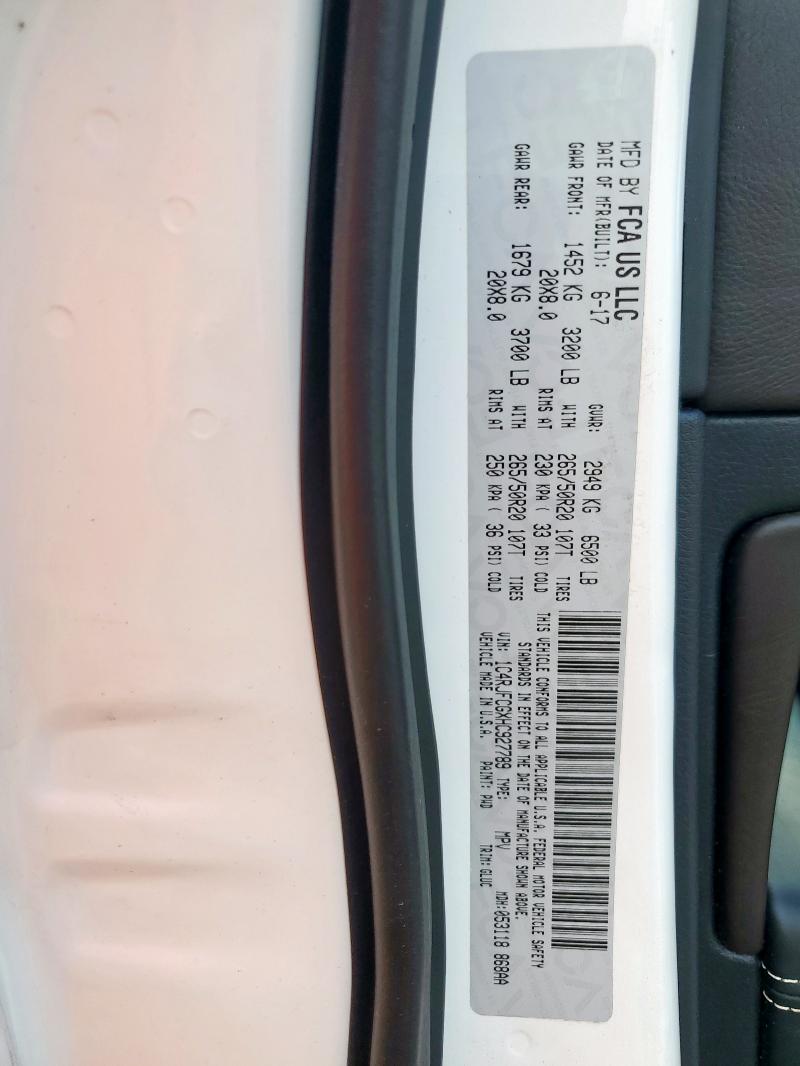 MFD BY FCA US LLC
DATE OF MFR(BUILT): 6-17 GVWR: 2949 KG 6500 LB
GAWR FRONT: 1452 KG 3200 LB WITH 265/50R20 107T TIRES
20X8.0 RIMS AT 230 KPA ( 33 PSI) COLD
GAWR REAR: 1679 KG 3700 LB WITH 265/50R20 107T TIRES
20X8.0 RIMS AT 250 KPA ( 36 PSI) COLD
THIS VEHICLE CONFORMS TO ALL APPLICABLE U.S.A. FEDERAL MOTOR VEHICLE SAFETY
STANDARDS IN EFFECT ON THE DATE OF MANUFACTURE SHOWN ABOVE.
VIN: 1C4RJFCGXHC927789 TYPE: MPV MDH:053118 868AA
VEHICLE MADE IN U.S.A. PAINT: PWD TRIM: GLUC